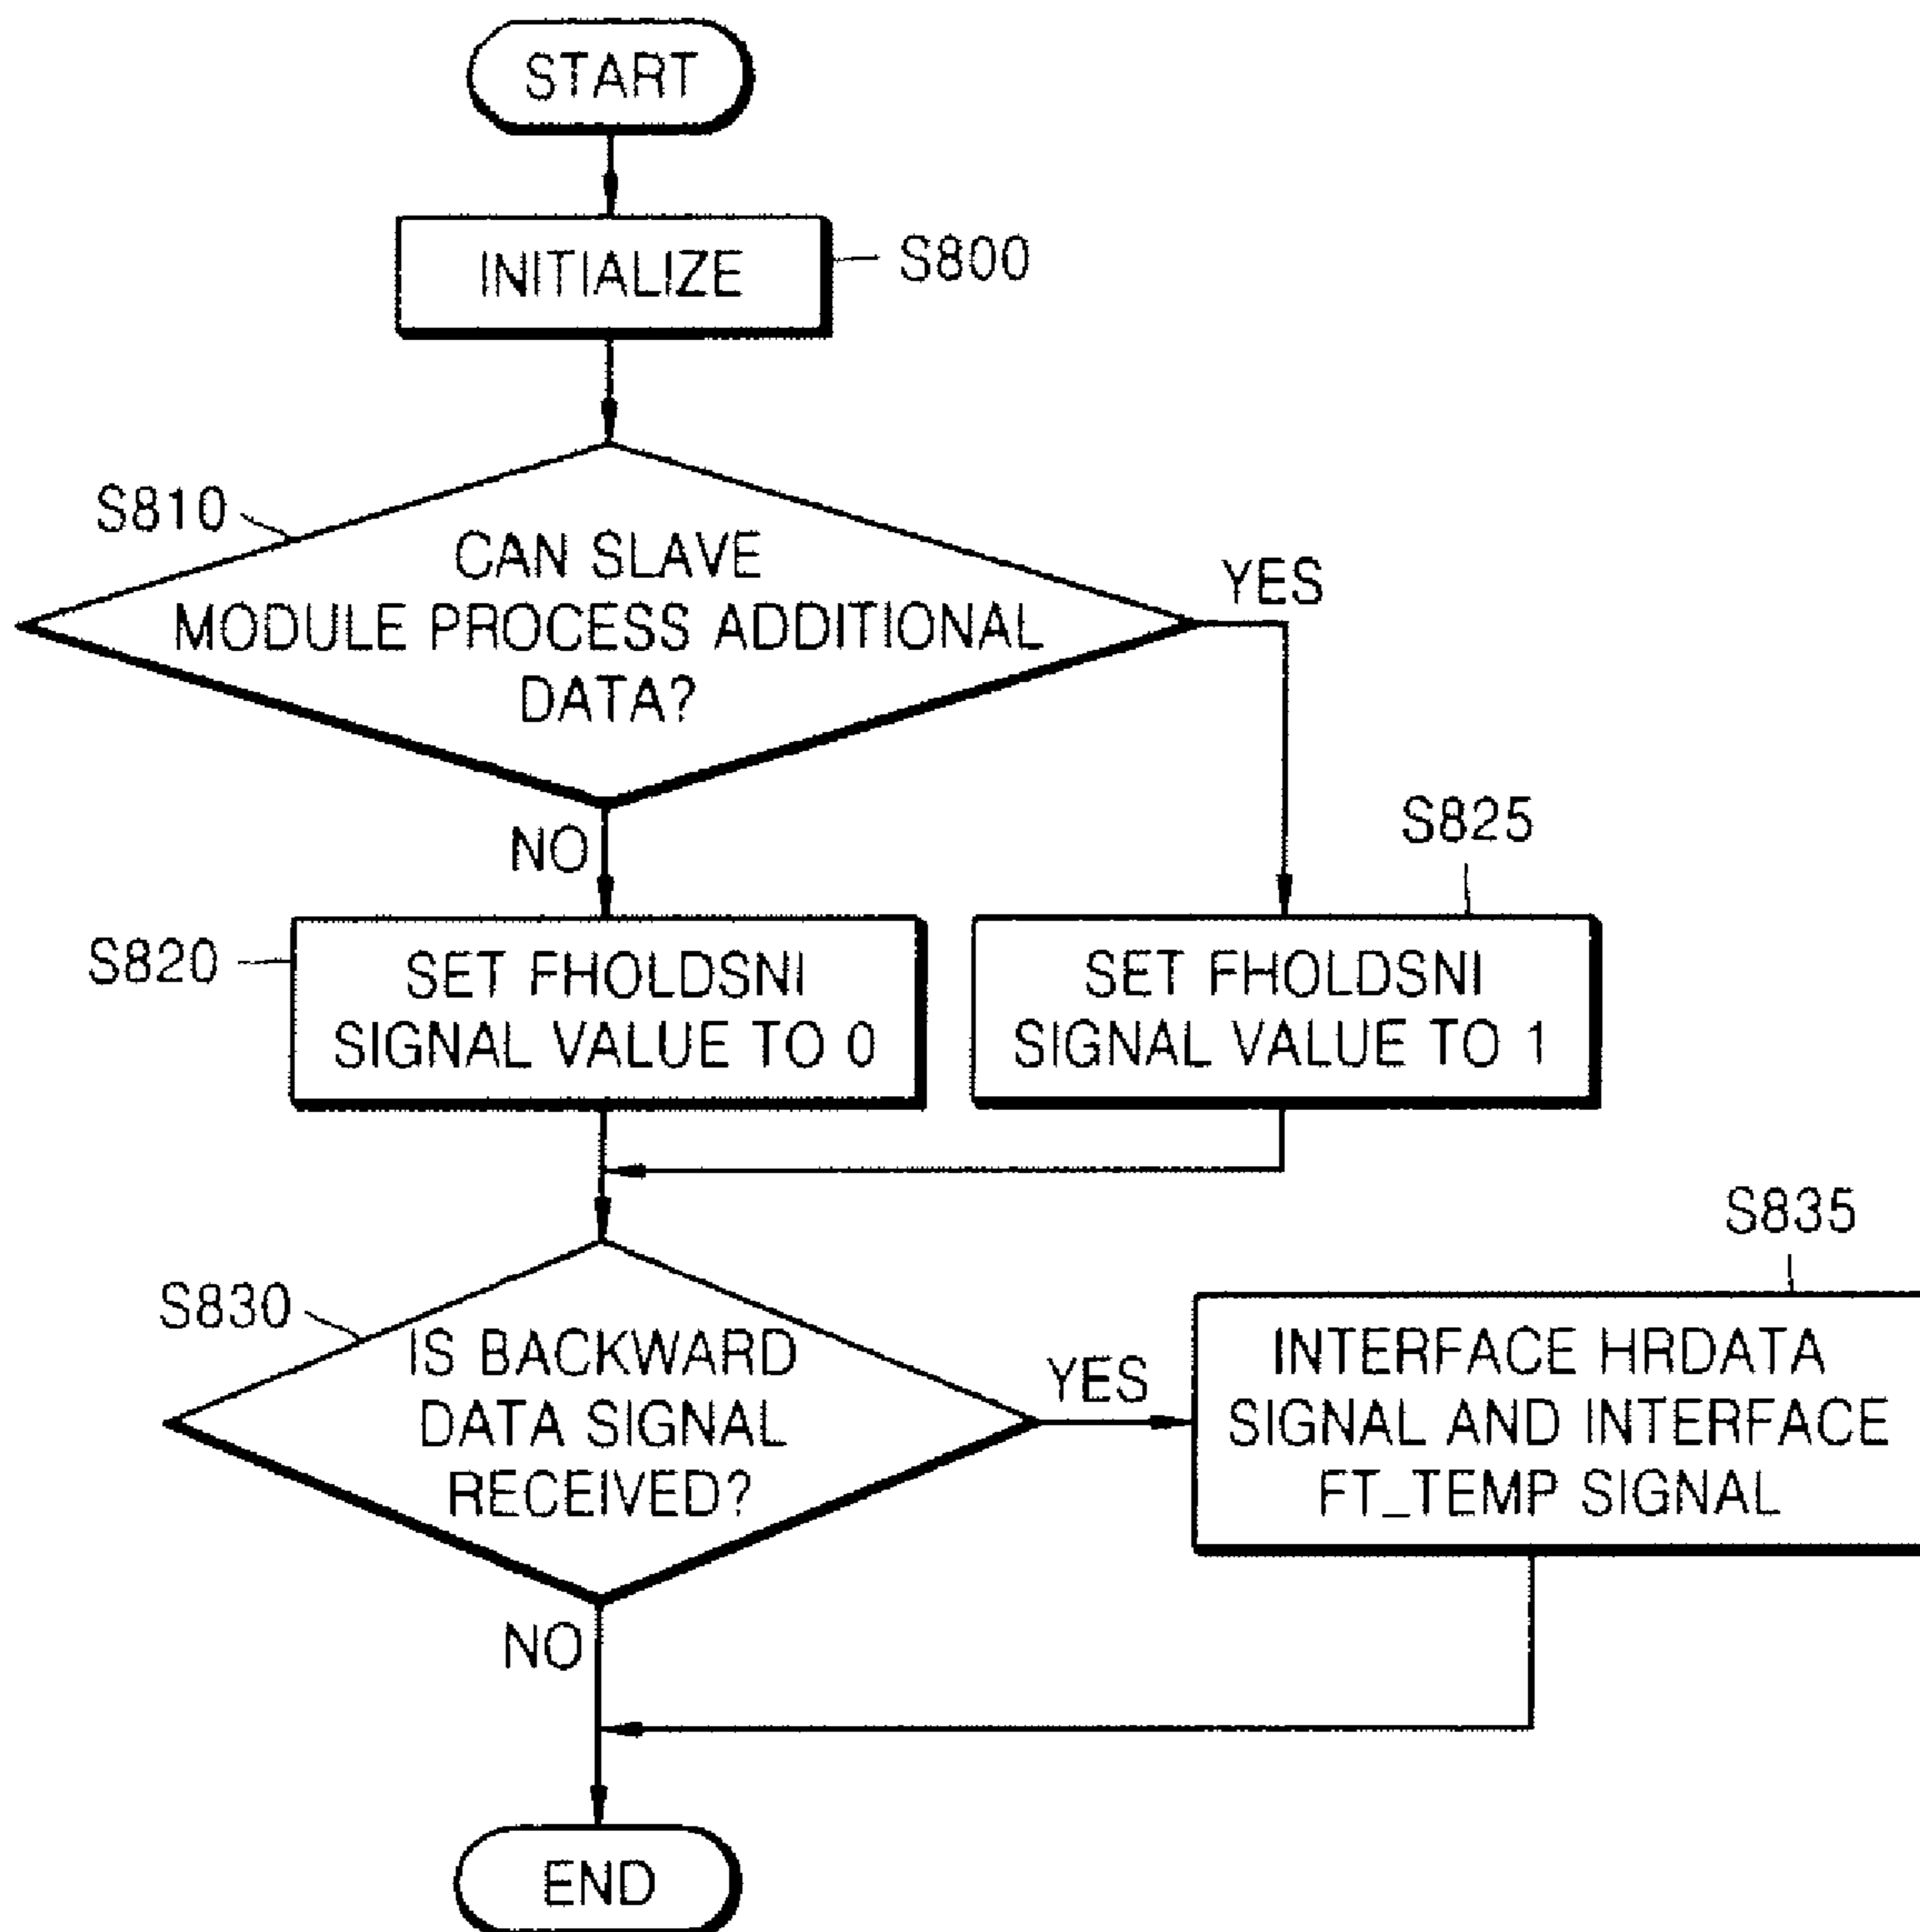 START
INITIALIZE
S800
S810
CAN SLAVE
MODULE PROCESS ADDITIONAL
DATA?
YES
NO
S825
S820
SET FHOLDSNI
SIGNAL VALUE TO 0
SET FHOLDSNI
SIGNAL VALUE TO 1
S835
S830
IS BACKWARD
DATA SIGNAL
RECEIVED?
YES
INTERFACE HRDATA
SIGNAL AND INTERFACE
FT_TEMP SIGNAL
NO
END